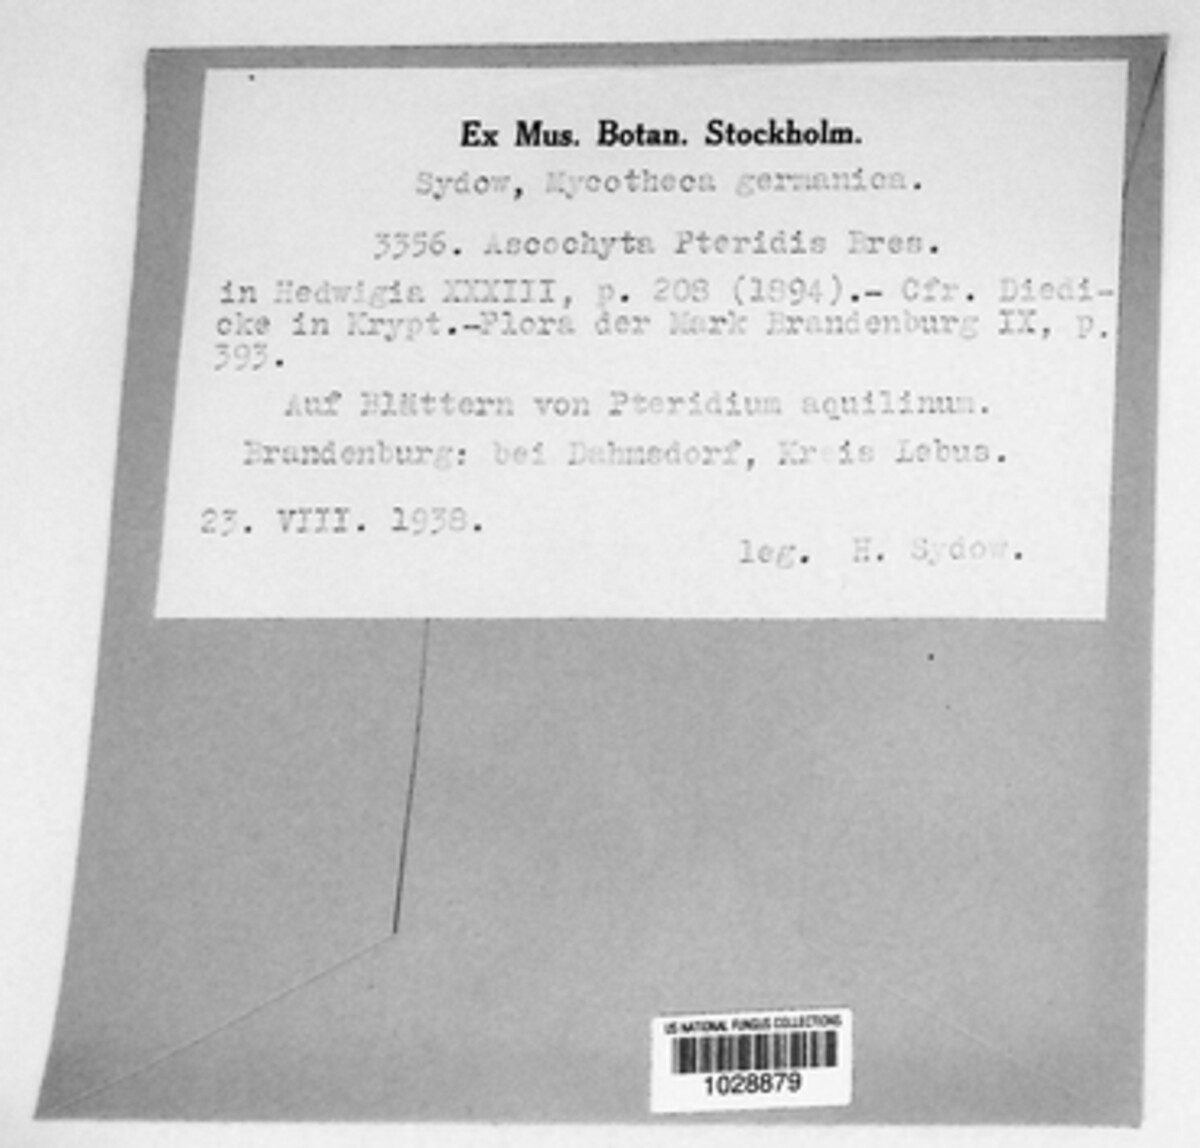 Ex Mus. Botan. Stockholm.
Sydow, Mycotheca germanica.
3356. Ascochyta Pteridis Bres.
in Hedwigia XXXIII, p. 208 (1894).- Cfr. Diedi-
cke in Krypt.-Flora der Mark Brandenburg IX, p.
393.
Auf Blättern von Pteridium aquilinum.
Brandenburg: bei Dahmsdorf, Kreis Lebus.
23. VIII. 1938.
leg. H. Sydow.
US NATIONAL FUNGUS COLLECTIONS
1028879